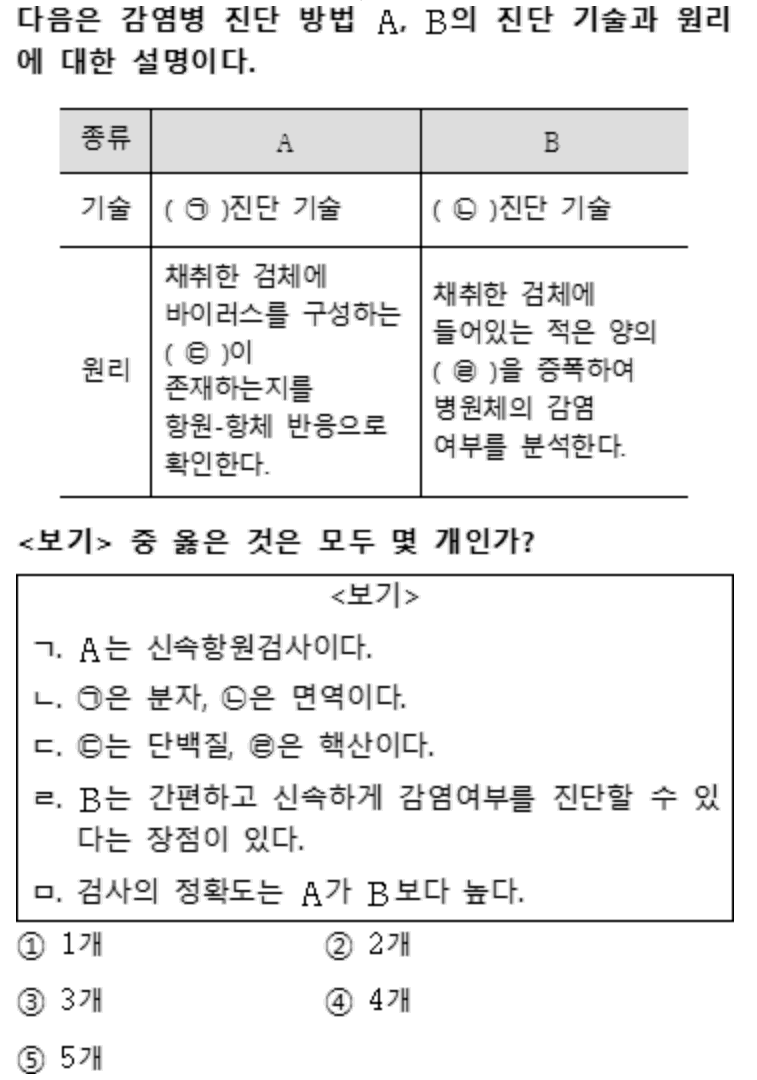 다음은 감염병 진단 방법 A, B의 진단 기술과 원리
에 대한 설명이다.
종류 A B
기술 ( ㉠ )진단 기술 ( ㉡ )진단 기술
원리
채취한 검체에
바이러스를 구성하는
( ㉢ )이
존재하는지를
항원-항체 반응으로
확인한다.
채취한 검체에
들어있는 적은 양의
( ㉣ )을 증폭하여
병원체의 감염
여부를 분석한다.
<보기> 중 옳은 것은 모두 몇 개인가?
<보기>
ㄱ. A는 신속항원검사이다.
ㄴ. ㉠은 분자, ㉡은 면역이다.
ㄷ. ㉢는 단백질, ㉣은 핵산이다.
ㄹ. B는 간편하고 신속하게 감염여부를 진단할 수 있
다는 장점이 있다.
ㅁ. 검사의 정확도는 A가 B보다 높다.
① 1개 ② 2개
③ 3개 ④ 4개
⑤ 5개